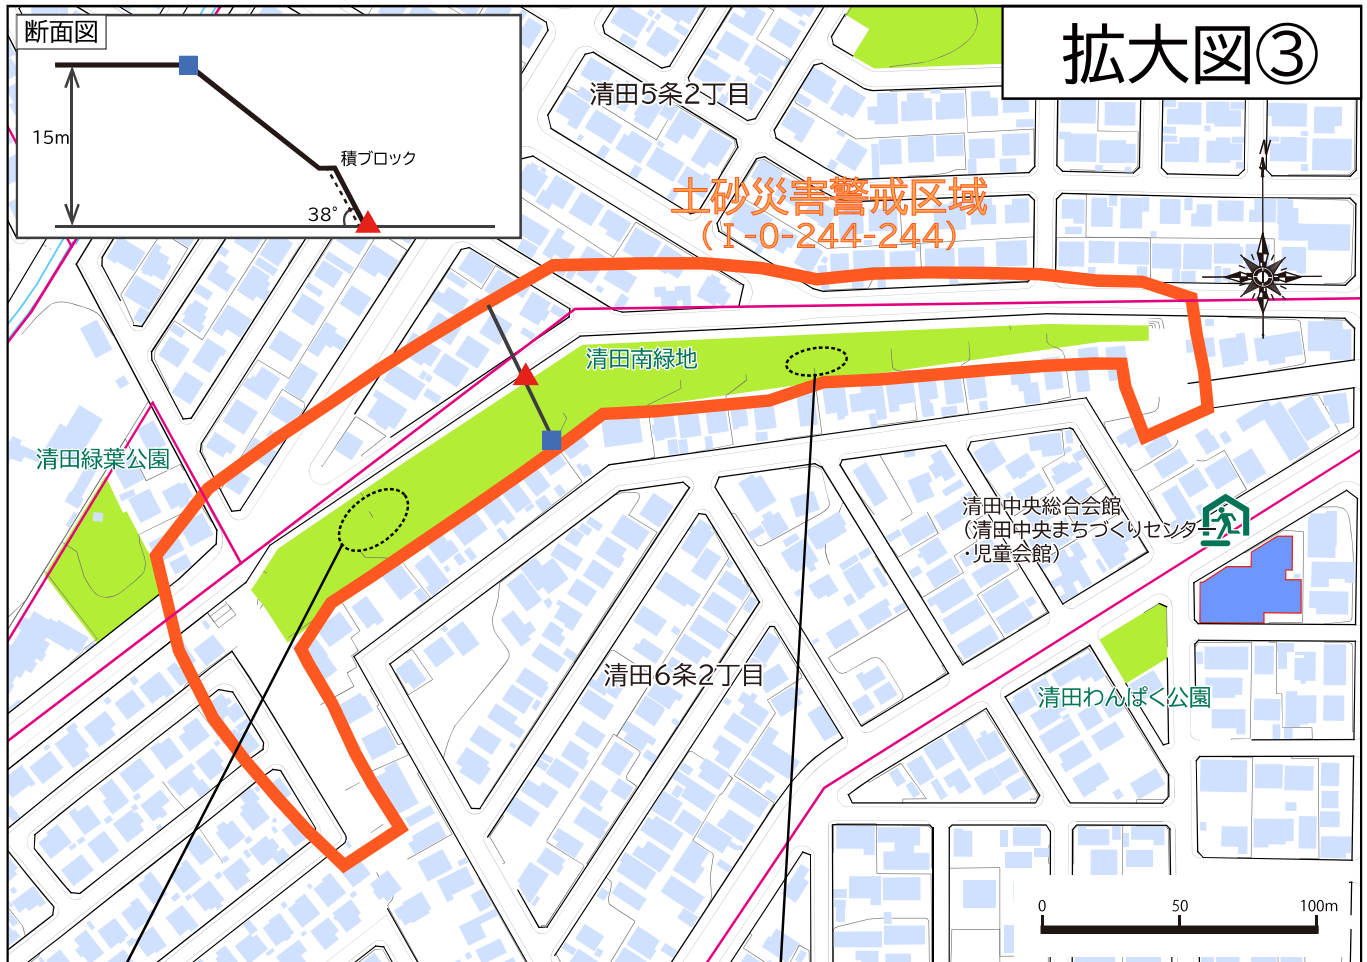 断面図
拡大図③
15m
積ブロック
38°
清田5条2丁目
土砂災害警戒区域
(Ⅰ-0-244-244)
N
清田南緑地
清田緑葉公園
清田中央総合会館
(清田中央まちづくりセンター
・児童会館)
清田6条2丁目
清田わんぱく公園
0 50 100m